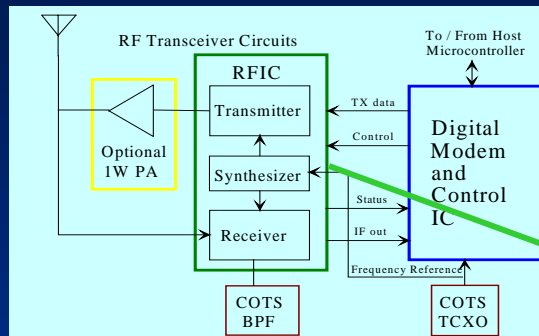 To / From Host
Microcontroller
RF Transceiver Circuits
RFIC
Transmitter
TX data
Control
Optional
1W PA
Synthesizer
Digital
Modem
and
Control
IC
Status
Receiver
IF out
Frequency Reference
COTS
BPF
COTS
TCXO